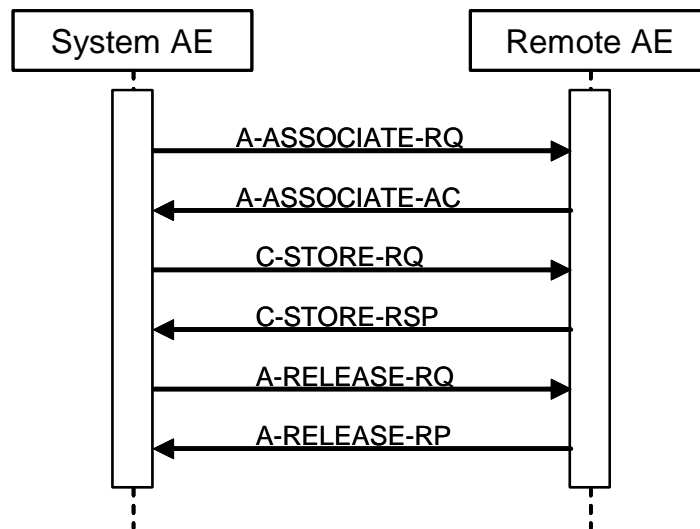 System AE
Remote AE
A-ASSOCIATE-RQ
A-ASSOCIATE-AC
C-STORE-RQ
C-STORE-RSP
A-RELEASE-RQ
A-RELEASE-RP